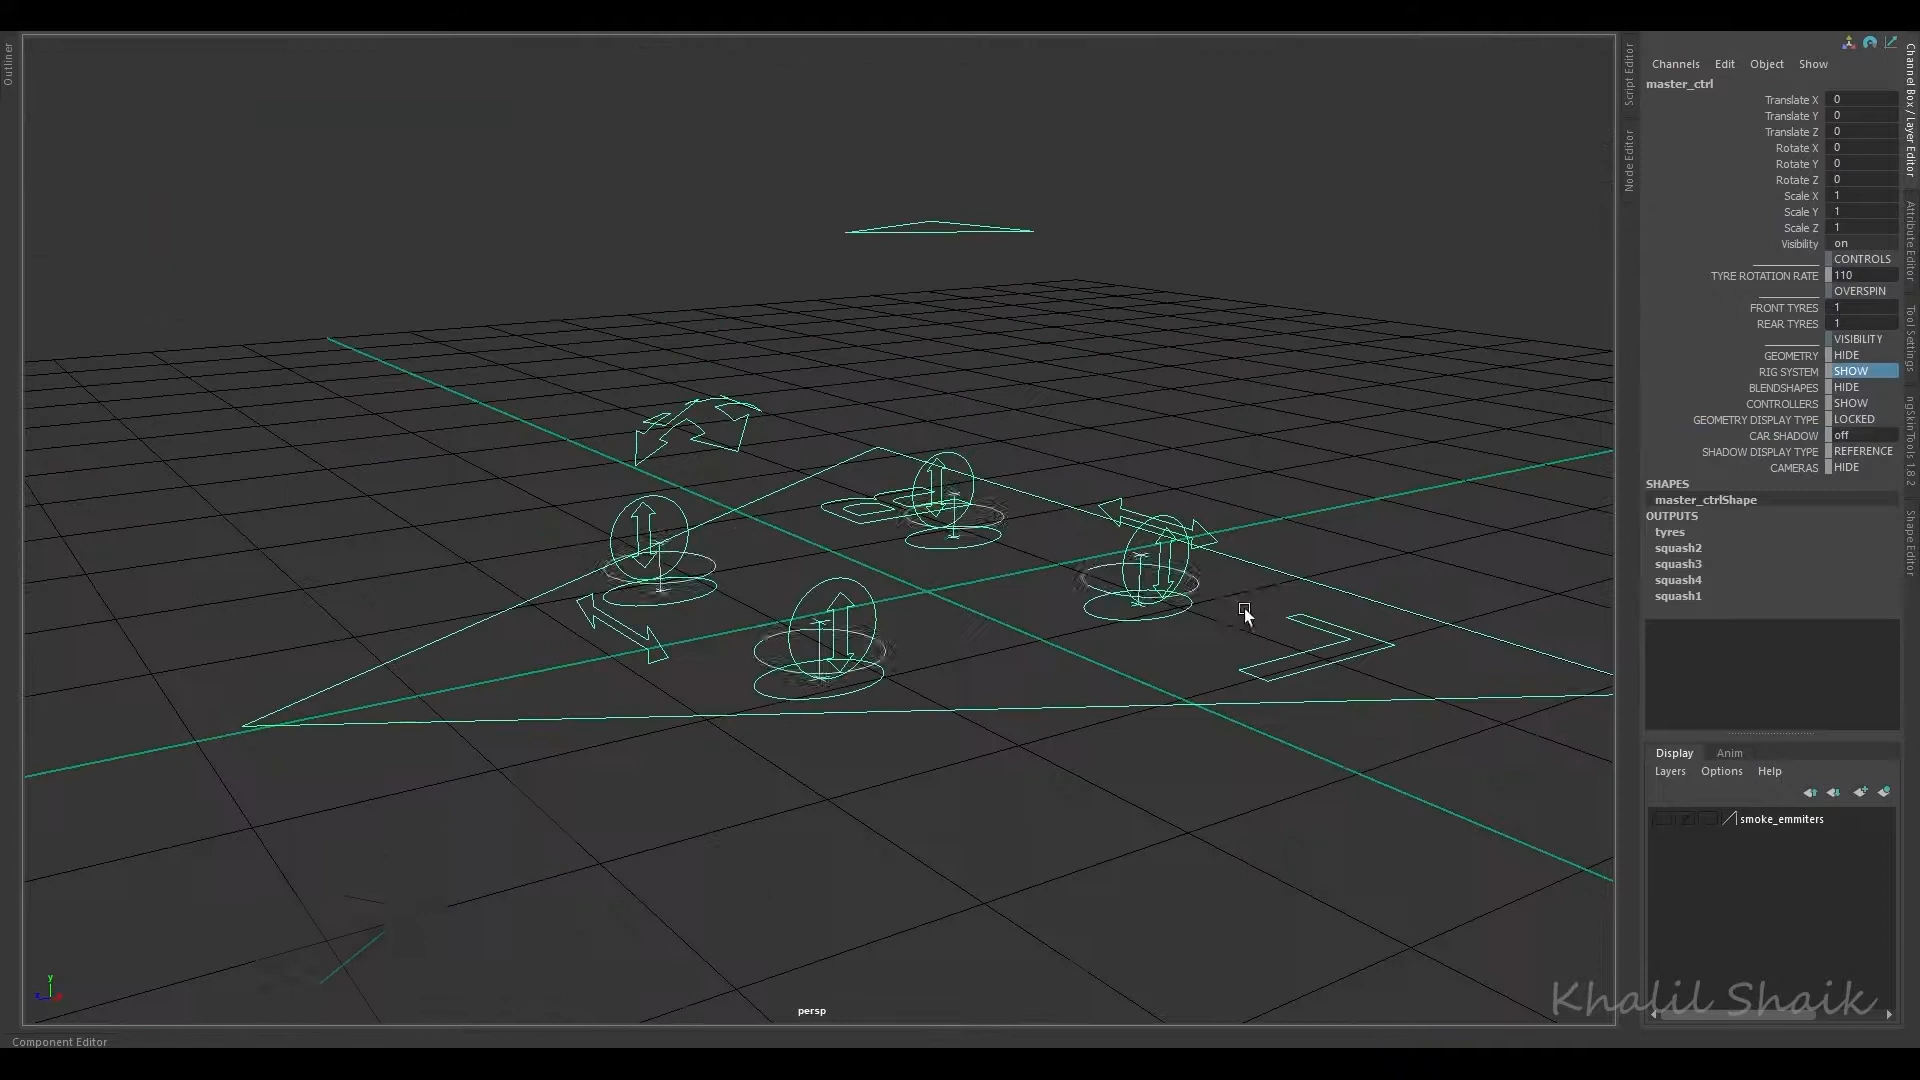 Outliner
Script Editor
Node Editor
Channels Edit Object Show
master_ctrl
Translate X 0
Translate Y 0
Translate Z 0
Rotate X 0
Rotate Y 0
Rotate Z 0
Scale X 1
Scale Y 1
Scale Z 1
Visibility on
CONTROLS
TYRE ROTATION RATE 110
OVERSPIN
FRONT TYRES 1
REAR TYRES 1
VISIBILITY
GEOMETRY HIDE
RIG SYSTEM SHOW
BLENDSHAPES HIDE
CONTROLLERS SHOW
GEOMETRY DISPLAY TYPE LOCKED
CAR SHADOW off
SHADOW DISPLAY TYPE REFERENCE
CAMERAS HIDE
SHAPES
master_ctrlShape
OUTPUTS
tyres
squash2
squash3
squash4
squash1
Display Anim
Layers Options Help
smoke_emmiters
Channel Box / Layer Editor
Attribute Editor
Tool Settings
ngSkinTools 1.8.2
Shape Editor
y
z
persp
Khalil Shaik
Component Editor